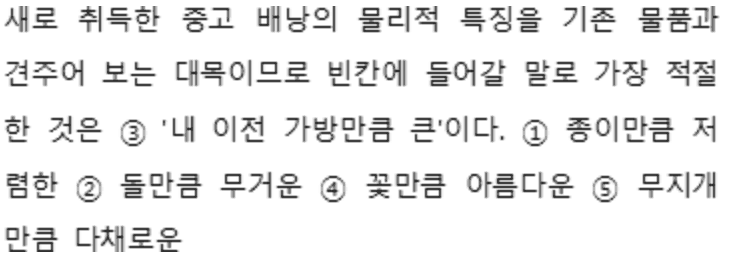 새로 취득한 중고 배낭의 물리적 특징을 기존 물품과
견주어 보는 대목이므로 빈칸에 들어갈 말로 가장 적절
한 것은 ③ '내 이전 가방만큼 큰'이다. ① 종이만큼 저
렴한 ② 돌만큼 무거운 ④ 꽃만큼 아름다운 ⑤ 무지개
만큼 다채로운